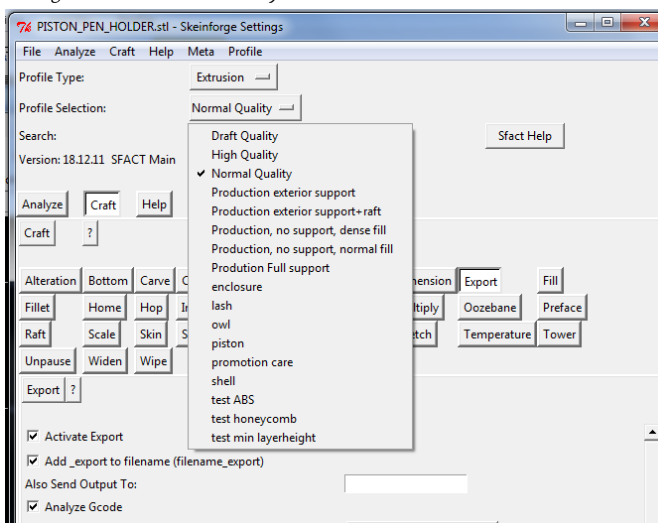 PISTON_PEN_HOLDER.stl - Skeinforge Settings
File Analyze Craft Help Meta Profile
Profile Type: Extrusion
Profile Selection: Normal Quality
Search:
Sfact Help
Version: 18.12.11 SFACT Main
Draft Quality
High Quality
Normal Quality
Production exterior support
Production exterior support+raft
Production, no support, dense fill
Production, no support, normal fill
Prodution Full support
enclosure
lash
owl
piston
promotion care
shell
test ABS
test honeycomb
test min layerheight
Analyze Craft Help
Craft ?
Alteration Bottom Carve Export Fill
Fillet Home Hop Oozebane Preface
Raft Scale Skin Temperature Tower
Unpause Widen Wipe
Export ?
Activate Export
Add _export to filename (filename_export)
Also Send Output To:
Analyze Gcode